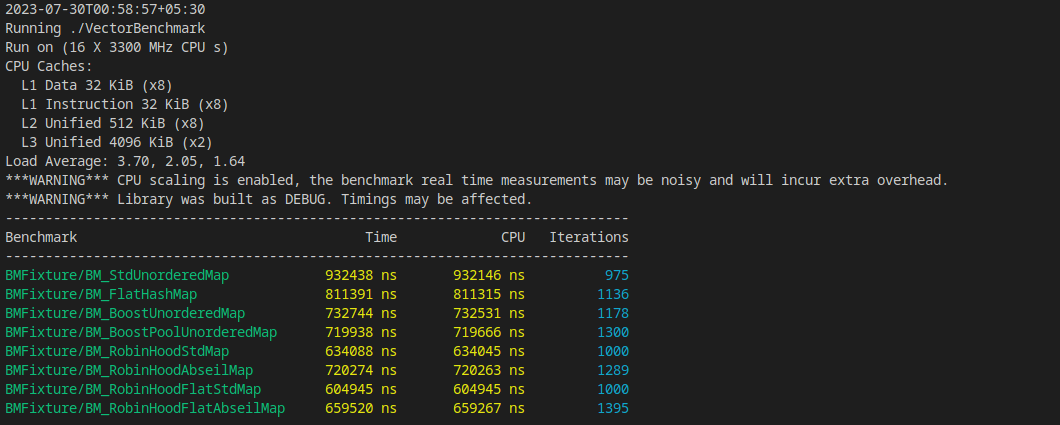 2023-07-30T00:58:57+05:30
Running ./VectorBenchmark
Run on (16 X 3300 MHz CPU s)
CPU Caches:
  L1 Data 32 KiB (x8)
  L1 Instruction 32 KiB (x8)
  L2 Unified 512 KiB (x8)
  L3 Unified 4096 KiB (x2)
Load Average: 3.70, 2.05, 1.64
***WARNING*** CPU scaling is enabled, the benchmark real time measurements may be noisy and will incur extra overhead.
***WARNING*** Library was built as DEBUG. Timings may be affected.
------------------------------------------------------------------------------
Benchmark                                    Time             CPU   Iterations
------------------------------------------------------------------------------
BMFixture/BM_StdUnorderedMap            932438 ns       932146 ns          975
BMFixture/BM_FlatHashMap                811391 ns       811315 ns         1136
BMFixture/BM_BoostUnorderedMap          732744 ns       732531 ns         1178
BMFixture/BM_BoostPoolUnorderedMap      719938 ns       719666 ns         1300
BMFixture/BM_RobinHoodStdMap            634088 ns       634045 ns         1000
BMFixture/BM_RobinHoodAbseilMap         720274 ns       720263 ns         1289
BMFixture/BM_RobinHoodFlatStdMap        604945 ns       604945 ns         1000
BMFixture/BM_RobinHoodFlatAbseilMap     659520 ns       659267 ns         1395